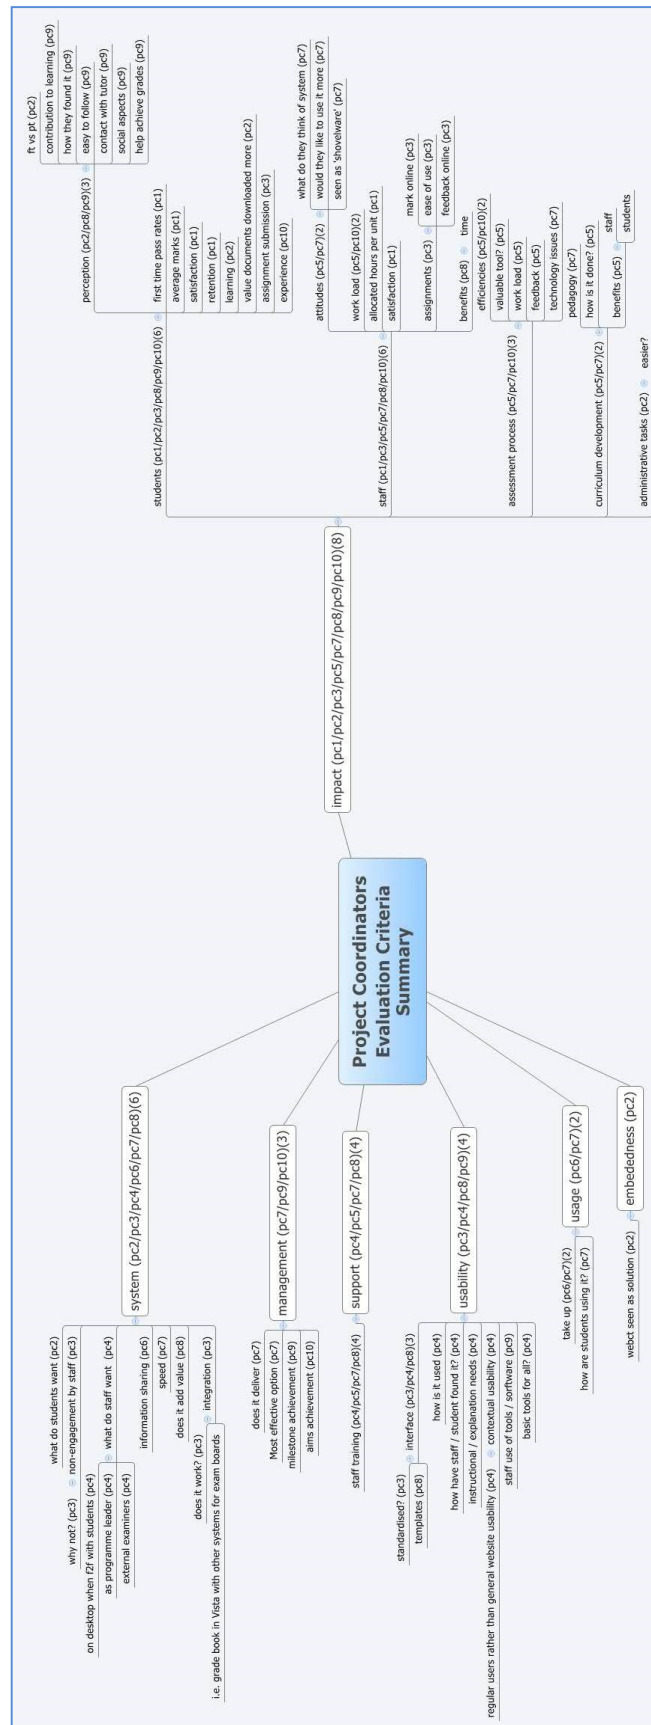 Project Coordinators
Evaluation Criteria
Summary
impact (pc1/pc2/pc3/pc5/pc7/pc8/pc9/pc10)(8)
students (pc1/pc2/pc3/pc8/pc9/pc10)(6)
perception (pc2/pc8/pc9)(3)
ft vs pt (pc2)
contribution to learning (pc9)
how they found it (pc9)
easy to follow (pc9)
contact with tutor (pc9)
social aspects (pc9)
help achieve grades (pc9)
first time pass rates (pc1)
average marks (pc1)
satisfaction (pc1)
retention (pc1)
learning (pc2)
value documents downloaded more (pc2)
assignment submission (pc3)
experience (pc10)
staff (pc1/pc3/pc5/pc7/pc8/pc10)(6)
attitudes (pc5/pc7)(2)
what do they think of system (pc7)
would they like to use it more (pc7)
seen as 'shovelware' (pc7)
work load (pc5/pc10)(2)
allocated hours per unit (pc1)
satisfaction (pc1)
assignments (pc3)
mark online (pc3)
ease of use (pc3)
feedback online (pc3)
benefits (pc8)
time
assessment process (pc5/pc7/pc10)(3)
efficiencies (pc5/pc10)(2)
valuable tool? (pc5)
work load (pc5)
feedback (pc5)
technology issues (pc7)
curriculum development (pc5/pc7)(2)
pedagogy (pc7)
how is it done? (pc5)
benefits (pc5)
staff
students
administrative tasks (pc2)
easier?
system (pc2/pc3/pc4/pc6/pc7/pc8)(6)
what do students want (pc2)
non-engagement by staff (pc3)
why not? (pc3)
what do staff want (pc4)
on desktop when f2f with students (pc4)
as programme leader (pc4)
external examiners (pc4)
information sharing (pc6)
speed (pc7)
does it add value (pc8)
integration (pc3)
does it work? (pc3)
i.e. grade book in Vista with other systems for exam boards
management (pc7/pc9/pc10)(3)
does it deliver (pc7)
Most effective option (pc7)
milestone achievement (pc9)
aims achievement (pc10)
support (pc4/pc5/pc7/pc8)(4)
staff training (pc4/pc5/pc7/pc8)(4)
usability (pc3/pc4/pc8/pc9)(4)
interface (pc3/pc4/pc8)(3)
standardised? (pc3)
templates (pc8)
how is it used (pc4)
how have staff / student found it? (pc4)
instructional / explanation needs (pc4)
contextual usability (pc4)
regular users rather than general website usability (pc4)
staff use of tools / sorftware (pc9)
basic tools for all? (pc4)
usage (pc6/pc7)(2)
take up (pc6/pc7)(2)
how are students using it? (pc7)
embededness (pc2)
webct seen as solution (pc2)